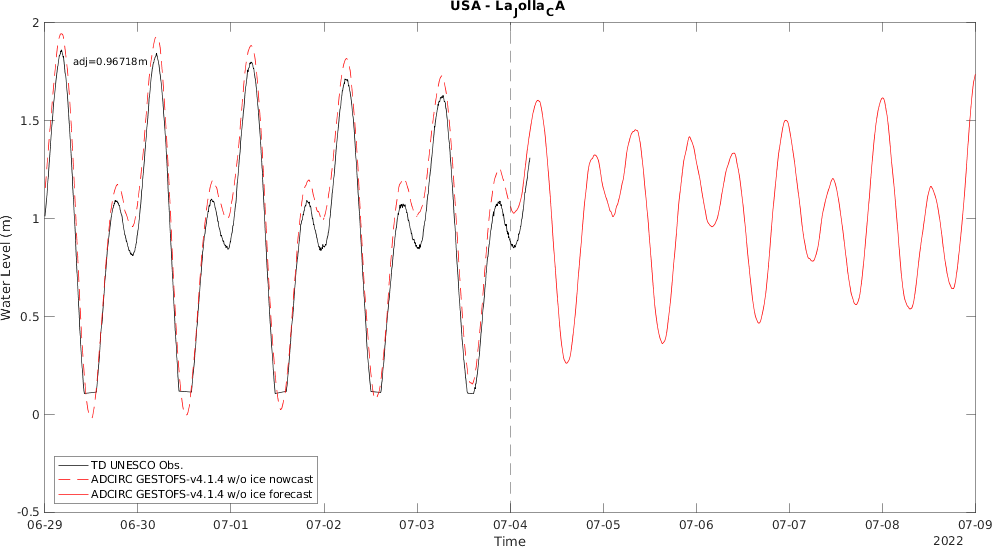 USA - LaJollaCA
adj=0.96718m
2
1.5
1
0.5
0
-0.5
Water Level (m)
TD UNESCO Obs.
ADCIRC GESTOFS-v4.1.4 w/o ice nowcast
ADCIRC GESTOFS-v4.1.4 w/o ice forecast
06-29 06-30 07-01 07-02 07-03 07-04 07-05 07-06 07-07 07-08 07-09
Time
2022